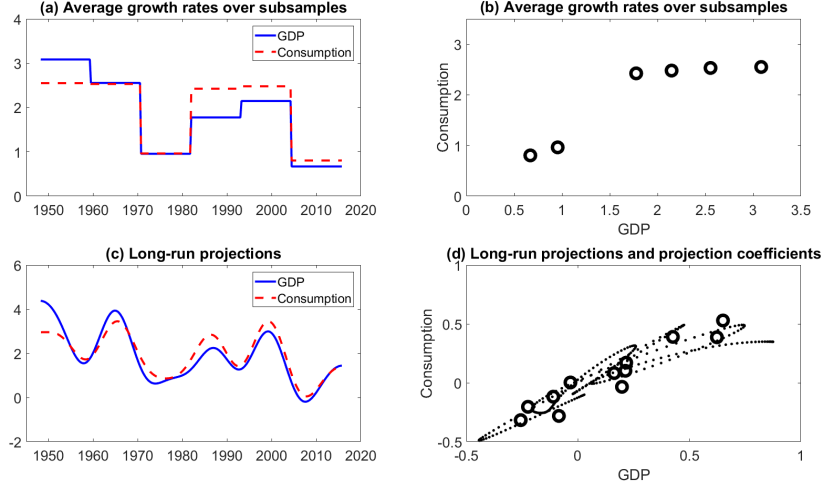 (a) Average growth rates over subsamples
4
3
2
1
0
1950 1960 1970 1980 1990 2000 2010 2020
GDP
Consumption
(b) Average growth rates over subsamples
Consumption
3
2
1
0
0 0.5 1 1.5 2 2.5 3 3.5
GDP
(c) Long-run projections
6
4
2
0
-2
1950 1960 1970 1980 1990 2000 2010 2020
GDP
Consumption
(d) Long-run projections and projection coefficients
Consumption
1
0.5
0
-0.5
-0.5 0 0.5 1
GDP